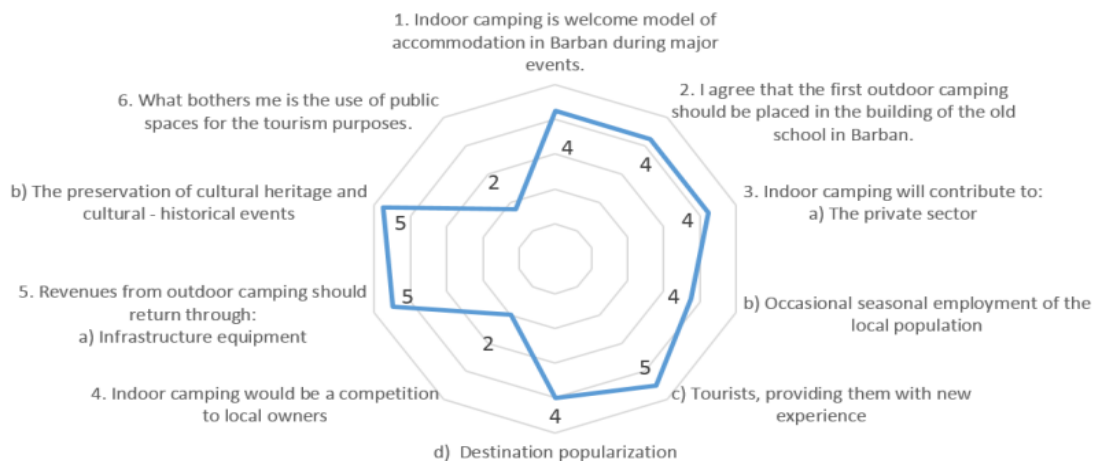 1. Indoor camping is welcome model of
accommodation in Barban during major
events.
2. I agree that the first outdoor camping
should be placed in the building of the old
school in Barban.
3. Indoor camping will contribute to:
a) The private sector
b) Occasional seasonal employment of the
local population
c) Tourists, providing them with new
experience
d) Destination popularization
4. Indoor camping would be a competition
to local owners
5. Revenues from outdoor camping should
return through:
a) Infrastructure equipment
b) The preservation of cultural heritage and
cultural - historical events
6. What bothers me is the use of public
spaces for the tourism purposes.
4
4
4
4
5
4
2
5
5
2